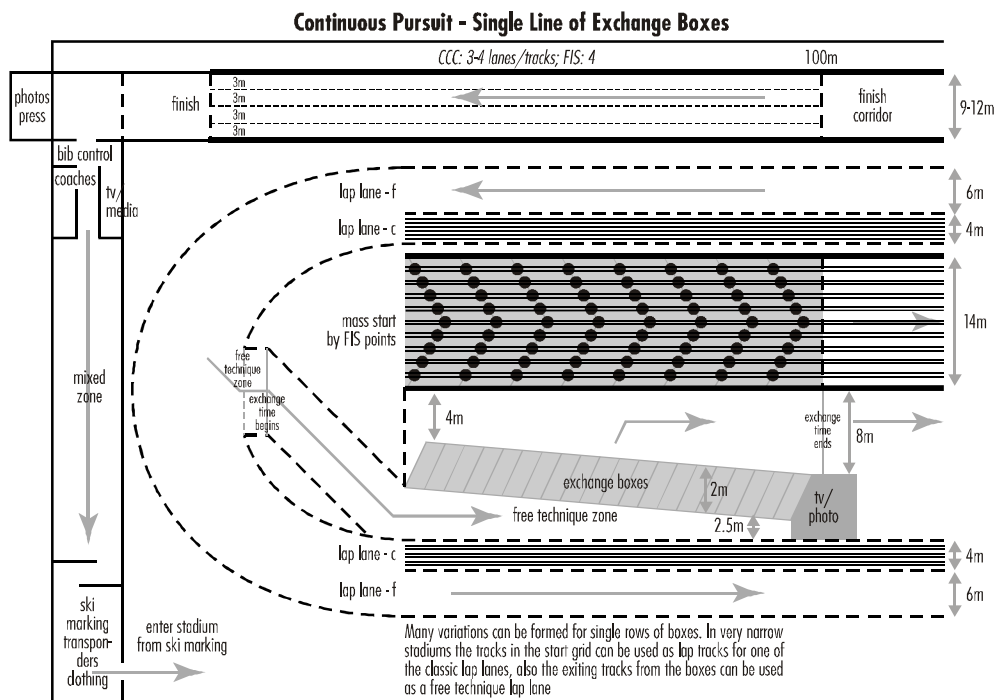 Continuous Pursuit - Single Line of Exchange Boxes
CCC: 3-4 lanes/tracks; FIS: 4
100m
photos
press
finish
3m
3m
3m
3m
finish
corridor
9-12m
bib control
coaches
tv/
media
lap lane - f
6m
lap lane - c
4m
mass start
by FIS points
14m
mixed
zone
free
technique
zone
exchange
time
begins
4m
exchange
time
ends
8m
exchange boxes
2m
tv/
photo
free technique zone
2.5m
lap lane - c
4m
lap lane - f
6m
ski
marking
transpon-
ders
clothing
enter stadium
from ski marking
Many variations can be formed for single rows of boxes. In very narrow
stadiums the tracks in the start grid can be used as lap tracks for one of
the classic lap lanes, also the exiting tracks from the boxes can be used
as a free technique lap lane